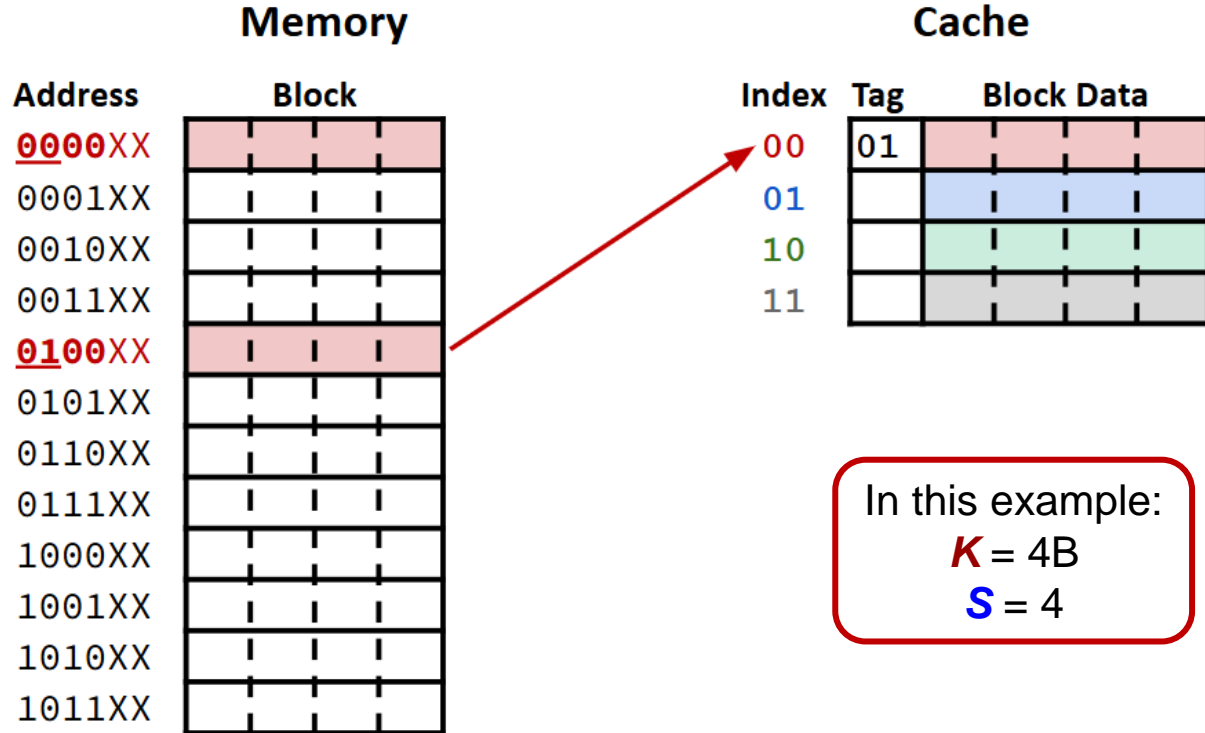 Memory
Cache
Address Block
Index Tag Block Data
0000XX
00 01
0001XX
01
0010XX
10
0011XX
11
0100XX
0101XX
0110XX
0111XX
1000XX
1001XX
1010XX
1011XX
In this example:
K = 4B
S = 4